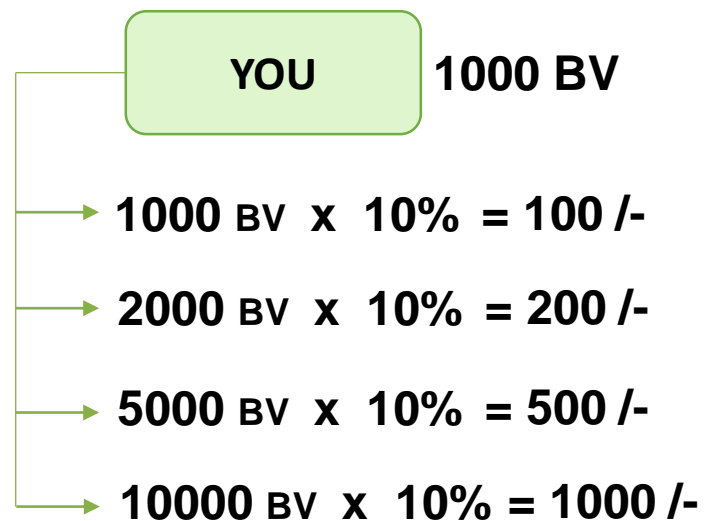 YOU 1000 BV
1000 BV x 10% = 100 /-
2000 BV x 10% = 200 /-
5000 BV x 10% = 500 /-
10000 BV x 10% = 1000 /-